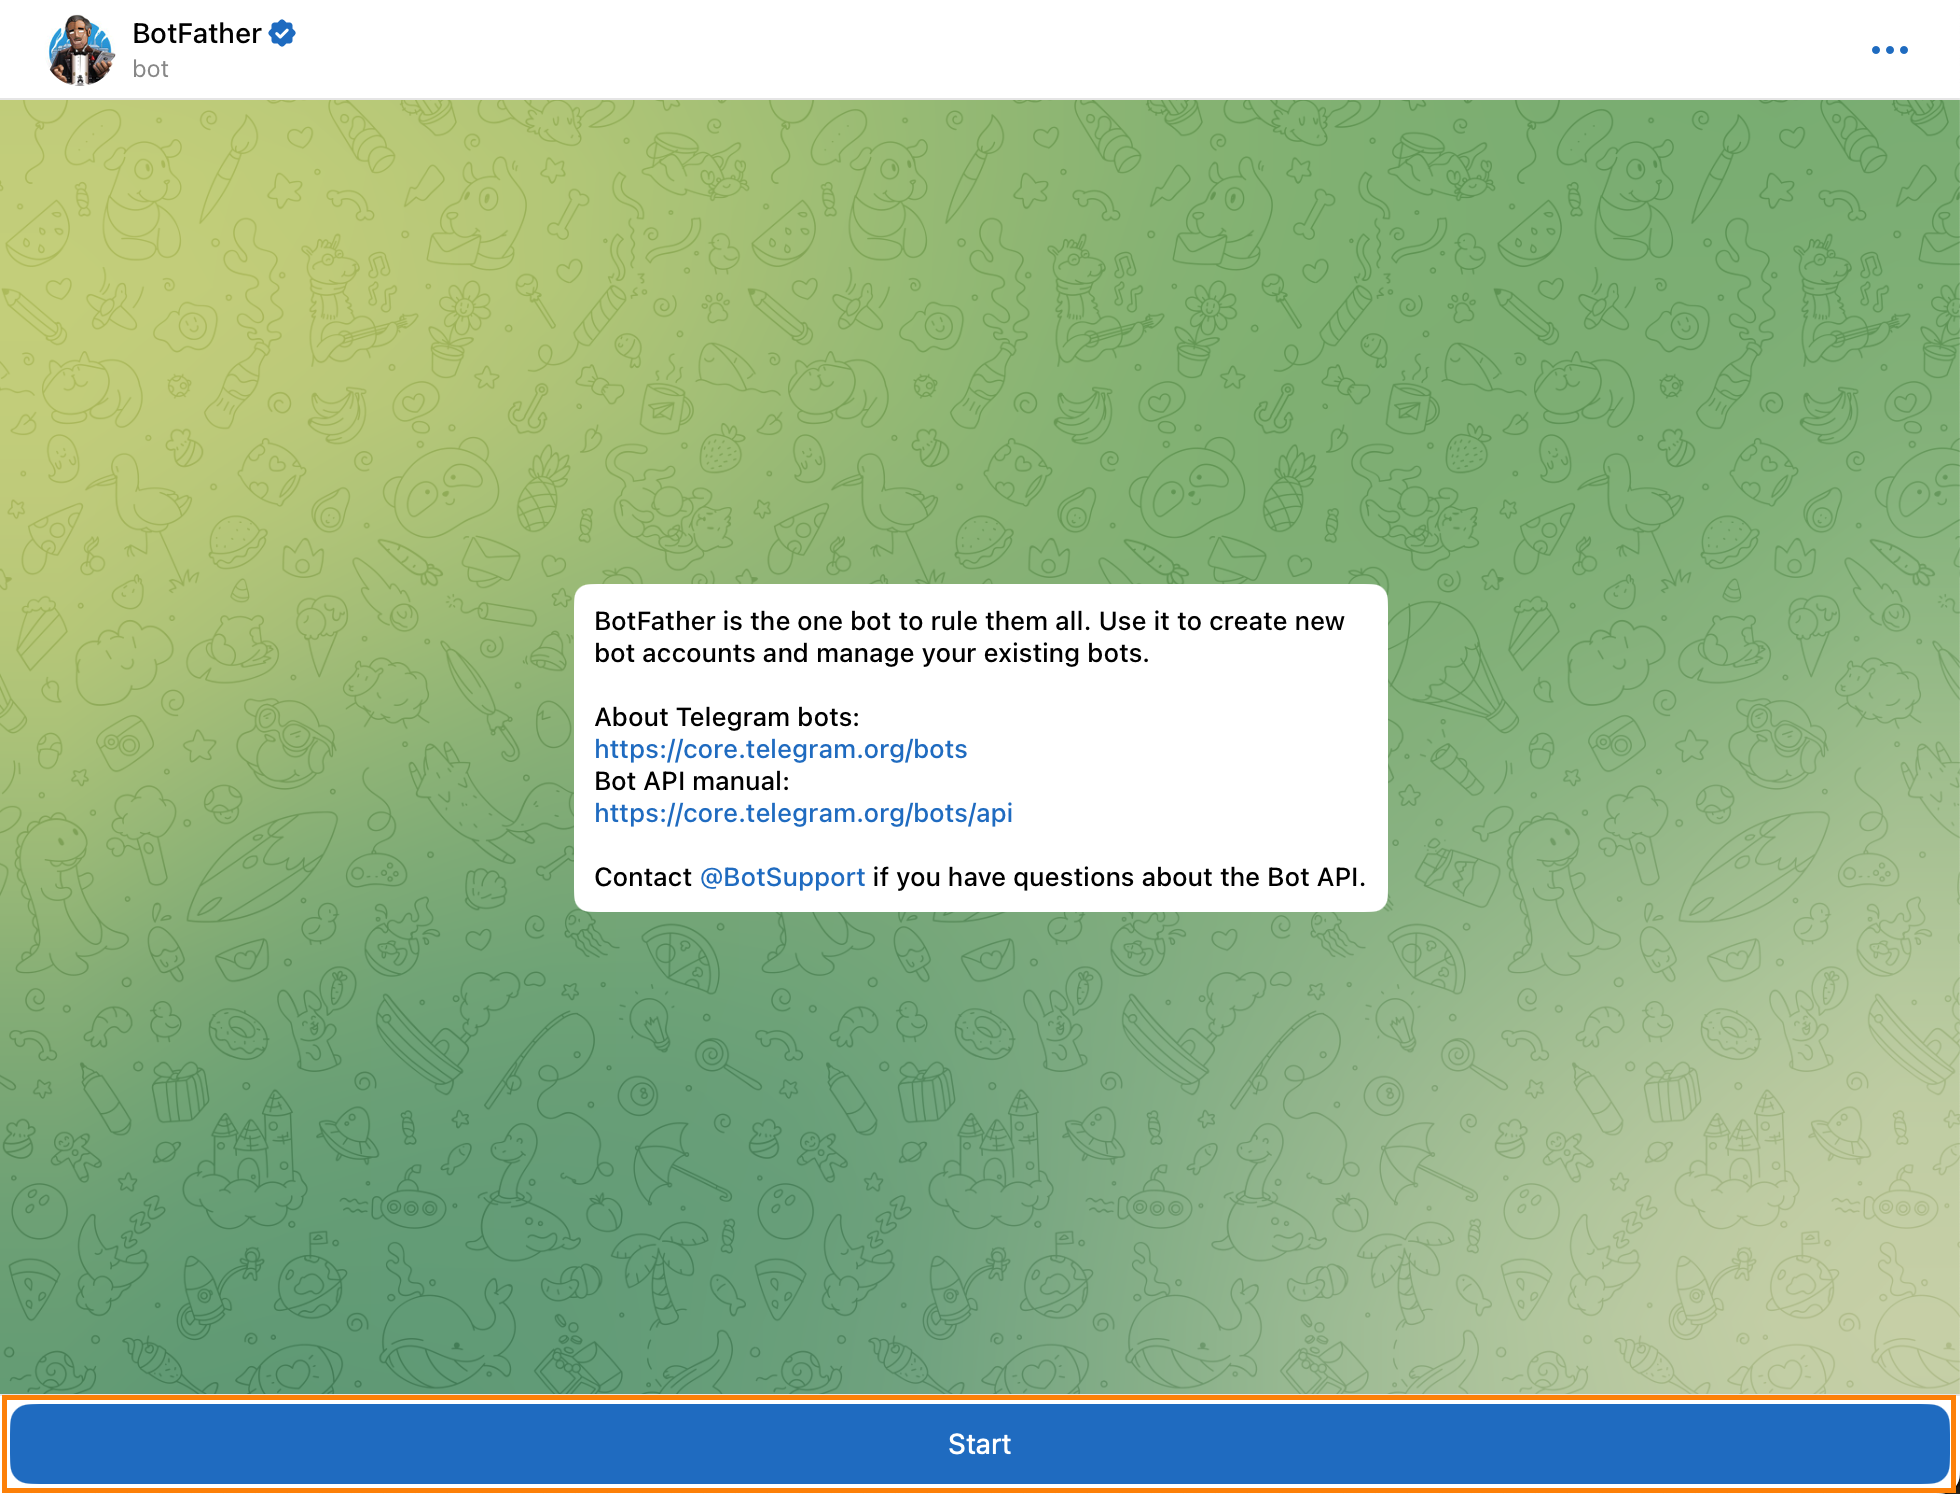 BotFather
bot
BotFather is the one bot to rule them all. Use it to create new
bot accounts and manage your existing bots.
About Telegram bots:
https://core.telegram.org/bots
Bot API manual:
https://core.telegram.org/bots/api
Contact @BotSupport if you have questions about the Bot API.
Start